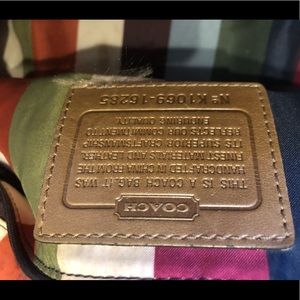 COACH
THIS IS A COACH BAG. IT WAS
HANDCRAFTED IN CHINA FROM THE
FINEST MATERIALS AND LEATHER.
ITS SUPERIOR CRAFTSMANSHIP
REFLECTS OUR COMMITMENT TO
ENDURING QUALITY.
Nº K1069-16285